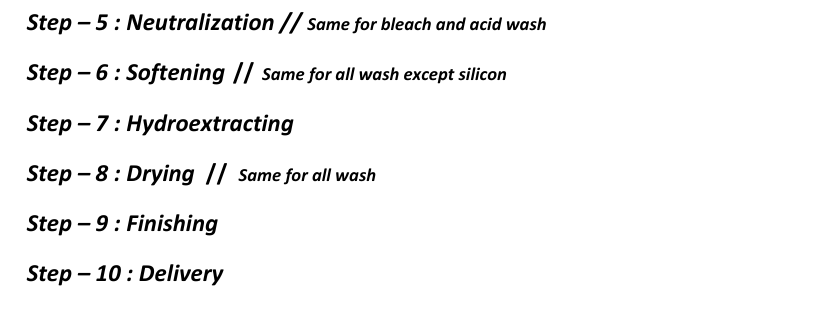 Step – 5 : Neutralization // Same for bleach and acid wash
Step – 6 : Softening // Same for all wash except silicon
Step – 7 : Hydroextracting
Step – 8 : Drying // Same for all wash
Step – 9 : Finishing
Step – 10 : Delivery